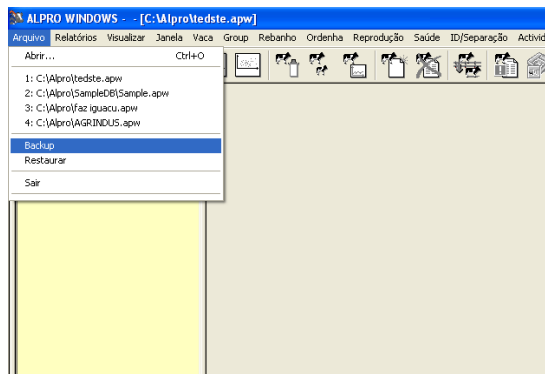 ALPRO WINDOWS - - [C:\Alpro\tedste.apw]
Arquivo Relatórios Visualizar Janela Vaca Group Rebanho Ordenha Reprodução Saúde ID/Separação Activid
Abrir... Ctrl+O
1: C:\Alpro\tedste.apw
2: C:\Alpro\SampleDB\Sample.apw
3: C:\Alpro\faz iguacu.apw
4: C:\Alpro\AGRINDUS.apw
Backup
Restaurar
Sair